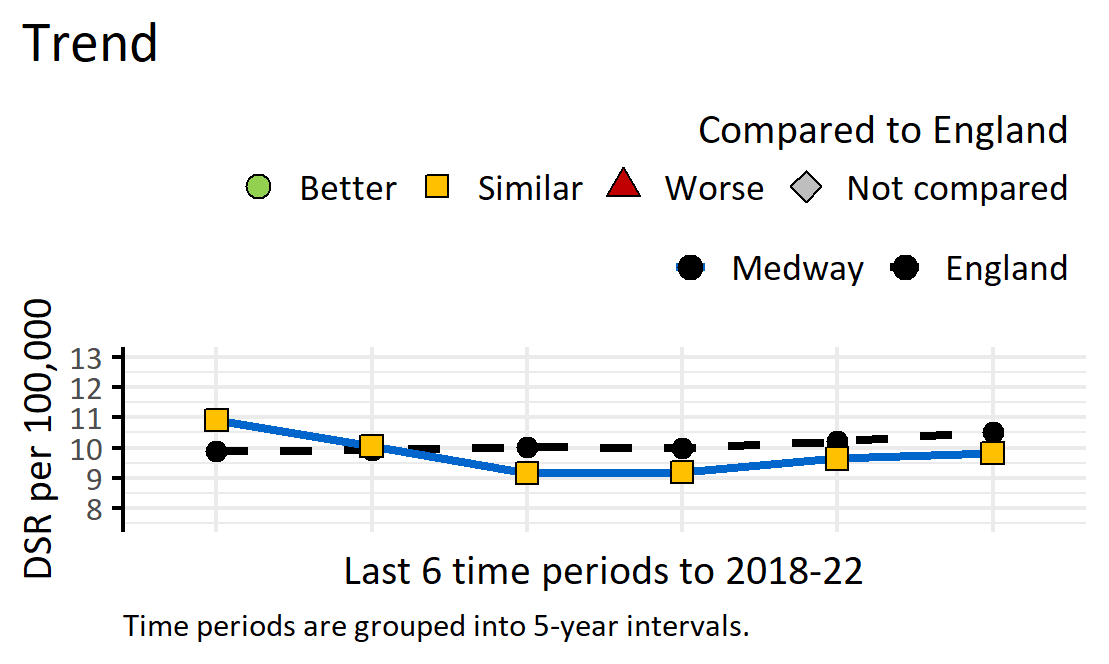 Trend
Compared to England
Better Similar Worse Not compared
Medway England
DSR per 100,000
13
12
11
10
9
8
Last 6 time periods to 2018-22
Time periods are grouped into 5-year intervals.